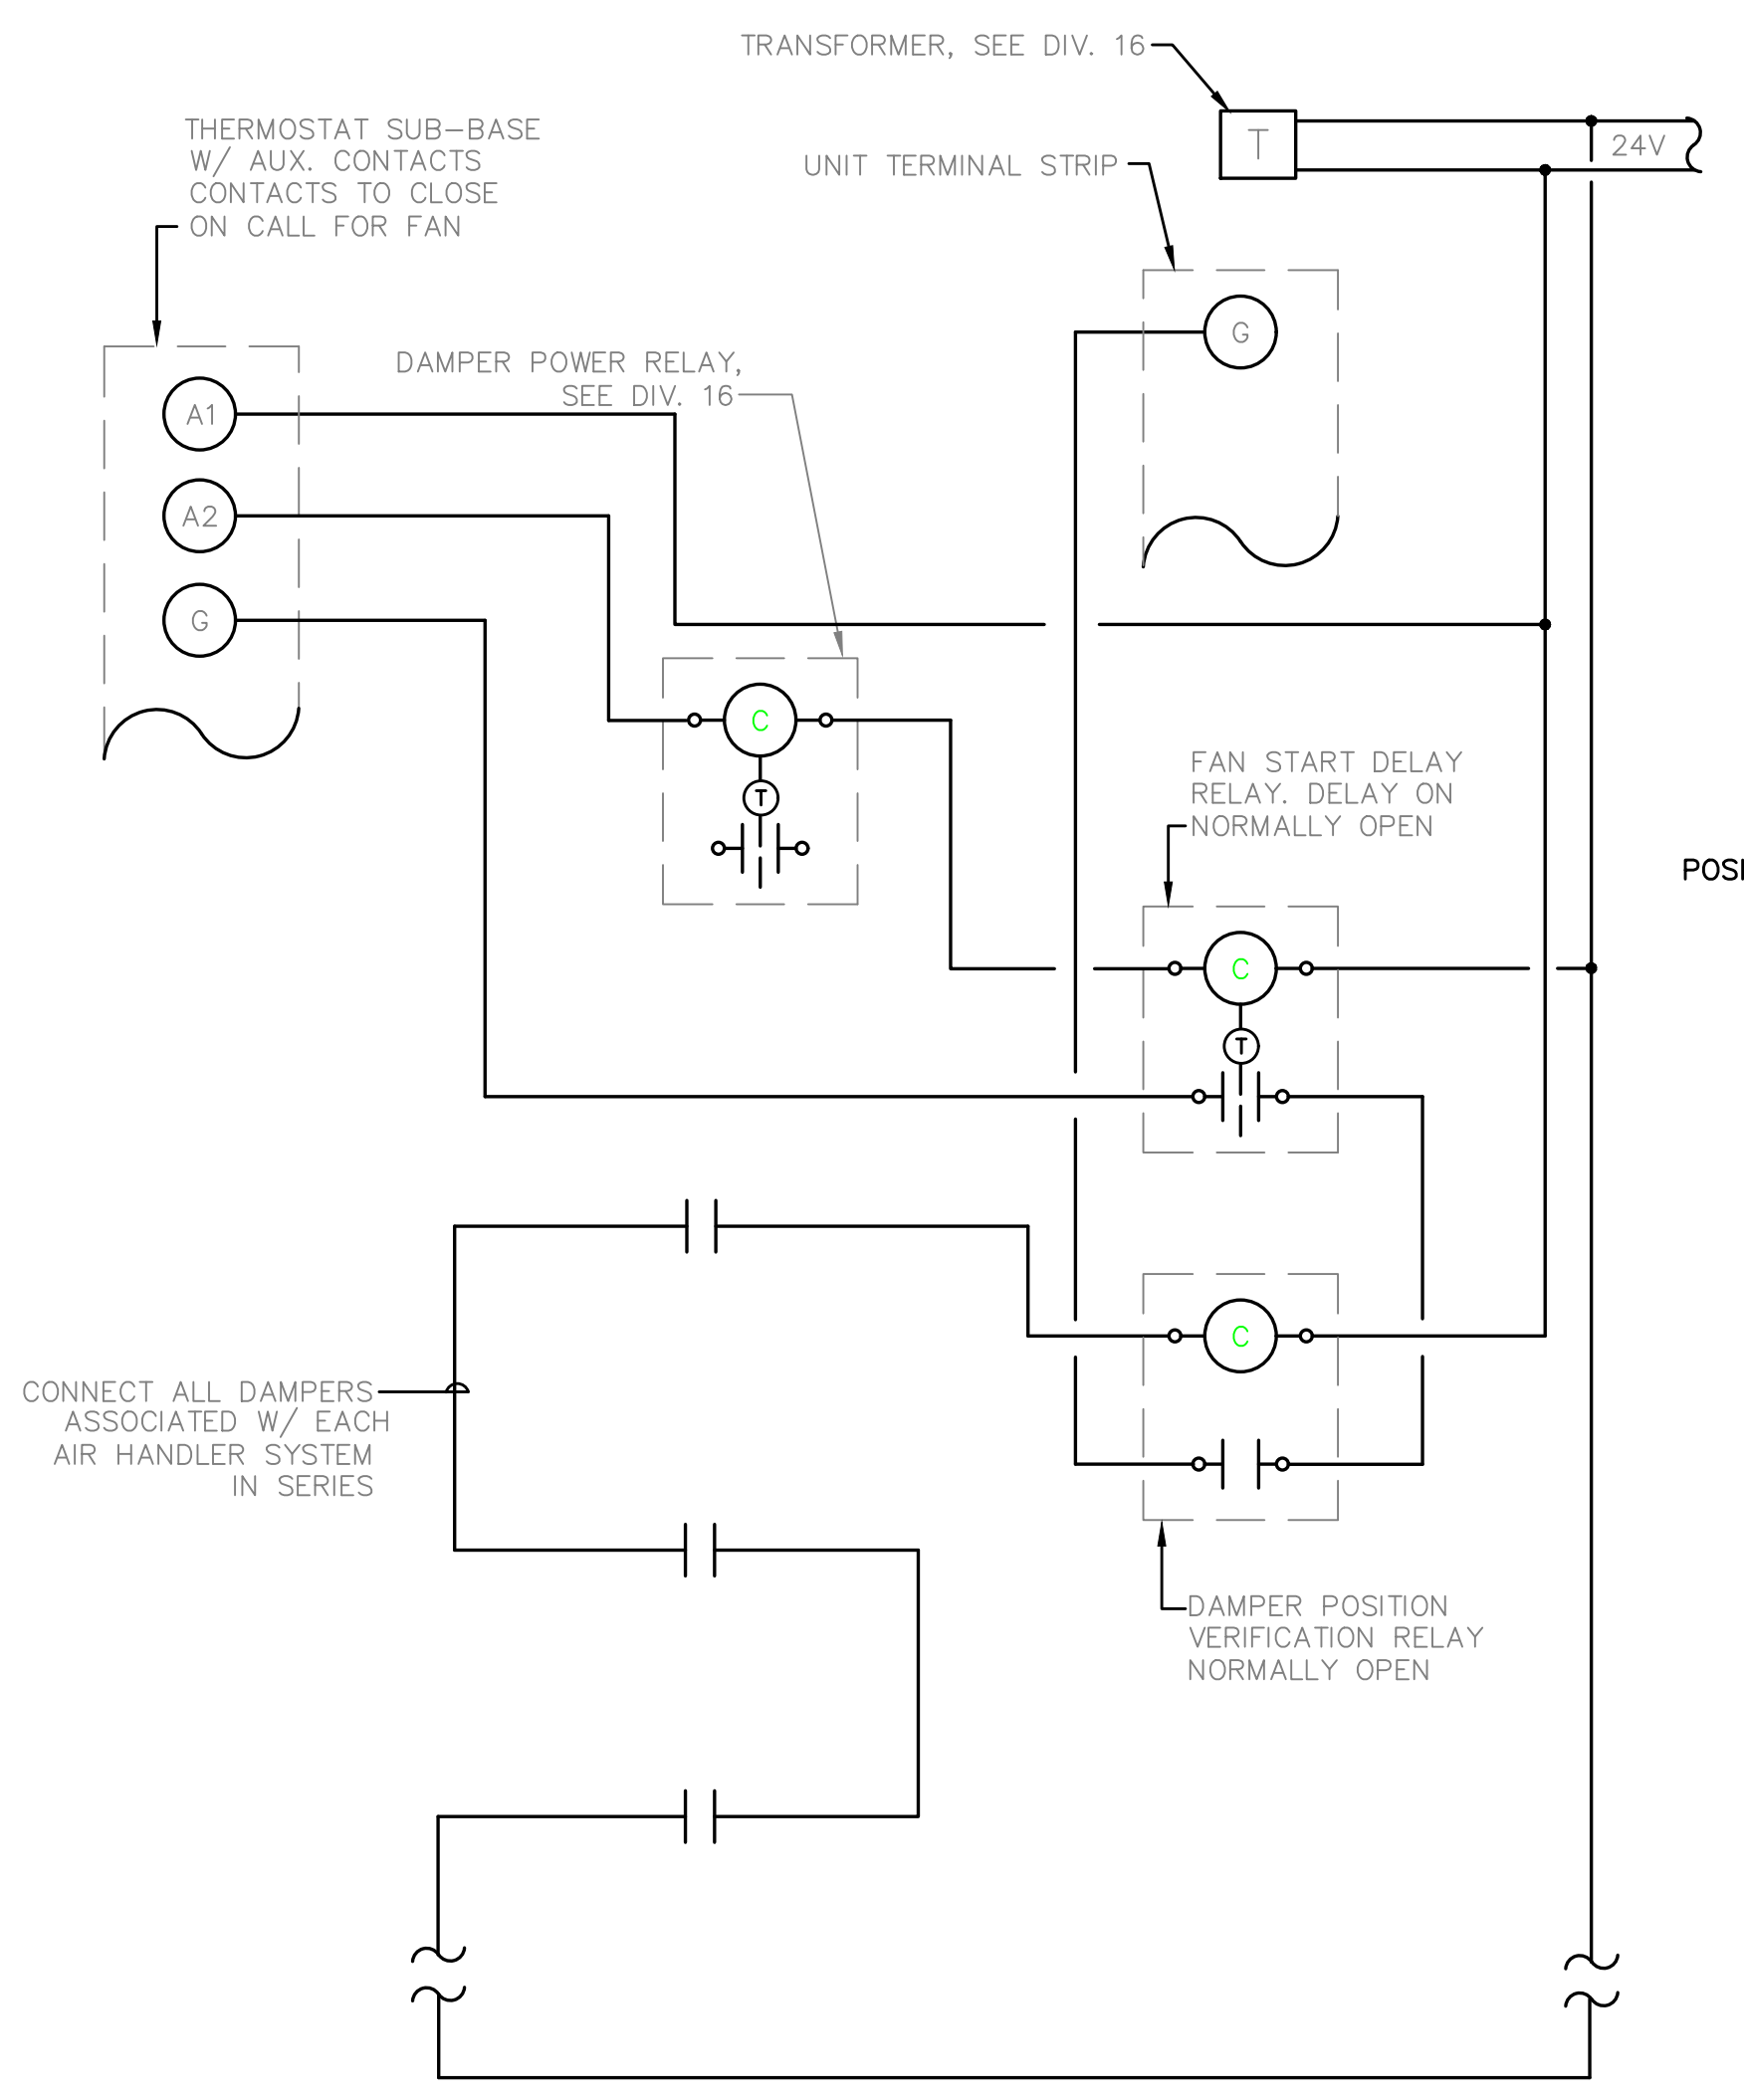 TRANSFORMER, SEE DIV. 16
T
24V
THERMOSTAT SUB-BASE
W/ AUX. CONTACTS
CONTACTS TO CLOSE
ON CALL FOR FAN
UNIT TERMINAL STRIP
G
DAMPER POWER RELAY,
SEE DIV. 16
A1
A2
G
C
T
FAN START DELAY
RELAY. DELAY ON
NORMALLY OPEN
C
T
C
CONNECT ALL DAMPERS
ASSOCIATED W/ EACH
AIR HANDLER SYSTEM
IN SERIES
DAMPER POSITION
VERIFICATION RELAY
NORMALLY OPEN